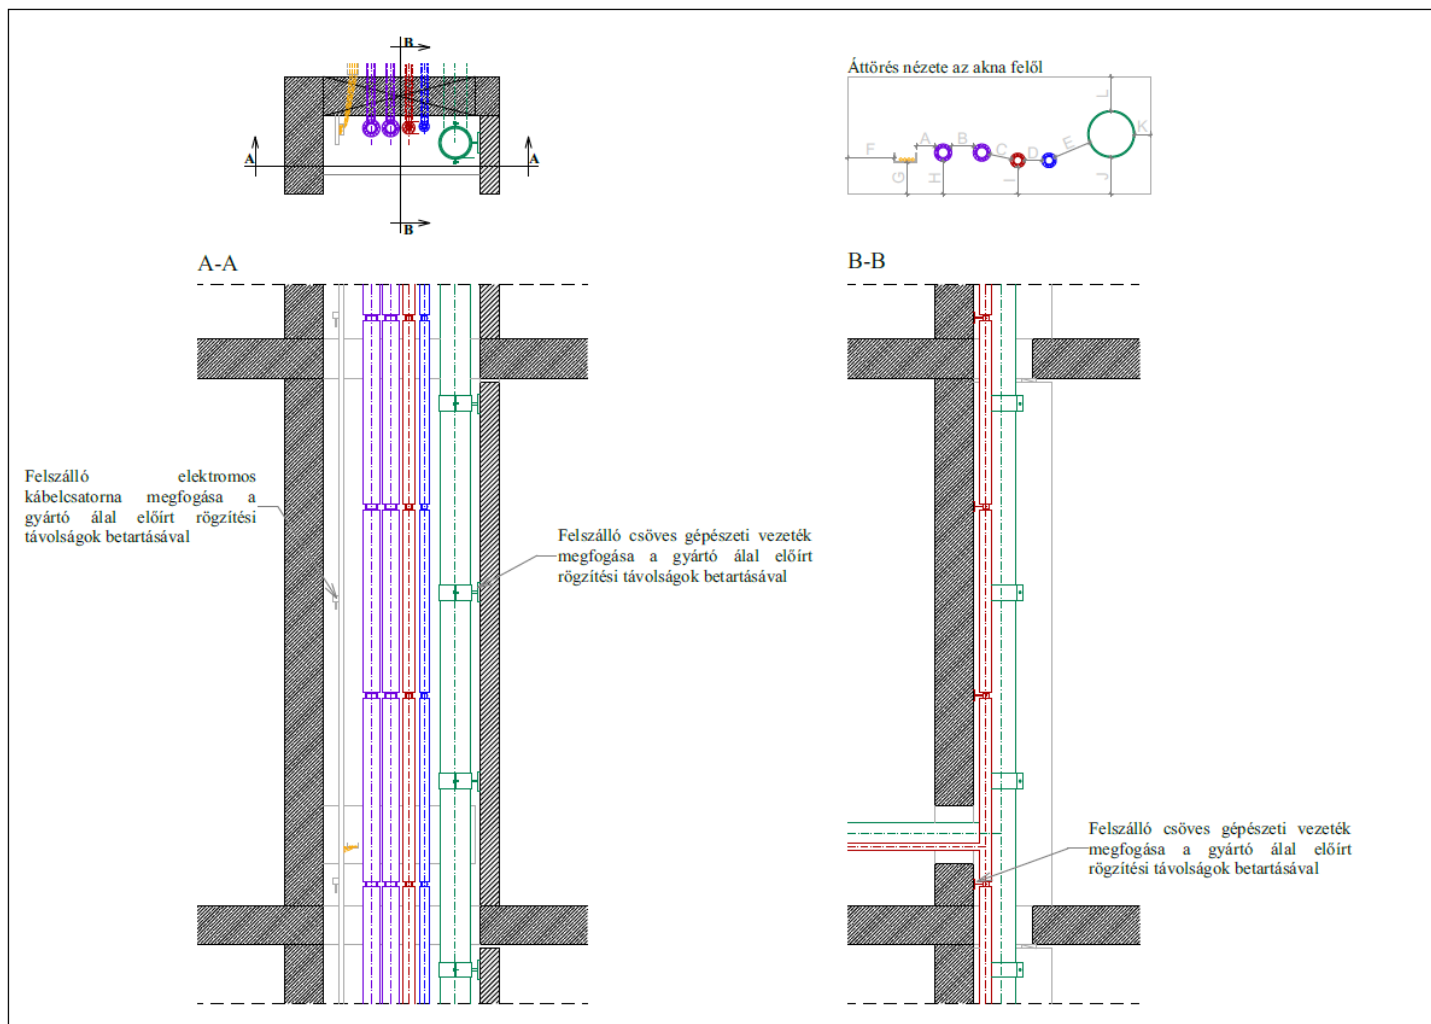 B
A
A
B
Áttörés nézete az akna felől
A
B
C
D
E
F
G
H
I
J
K
L
A-A
B-B
Felszálló elektromos
kábelcsatorna megfogása a
gyártó álal előírt rögzítési
távolságok betartásával
Felszálló csöves gépészeti vezeték
megfogása a gyártó álal előírt
rögzítési távolságok betartásával
Felszálló csöves gépészeti vezeték
megfogása a gyártó álal előírt
rögzítési távolságok betartásával